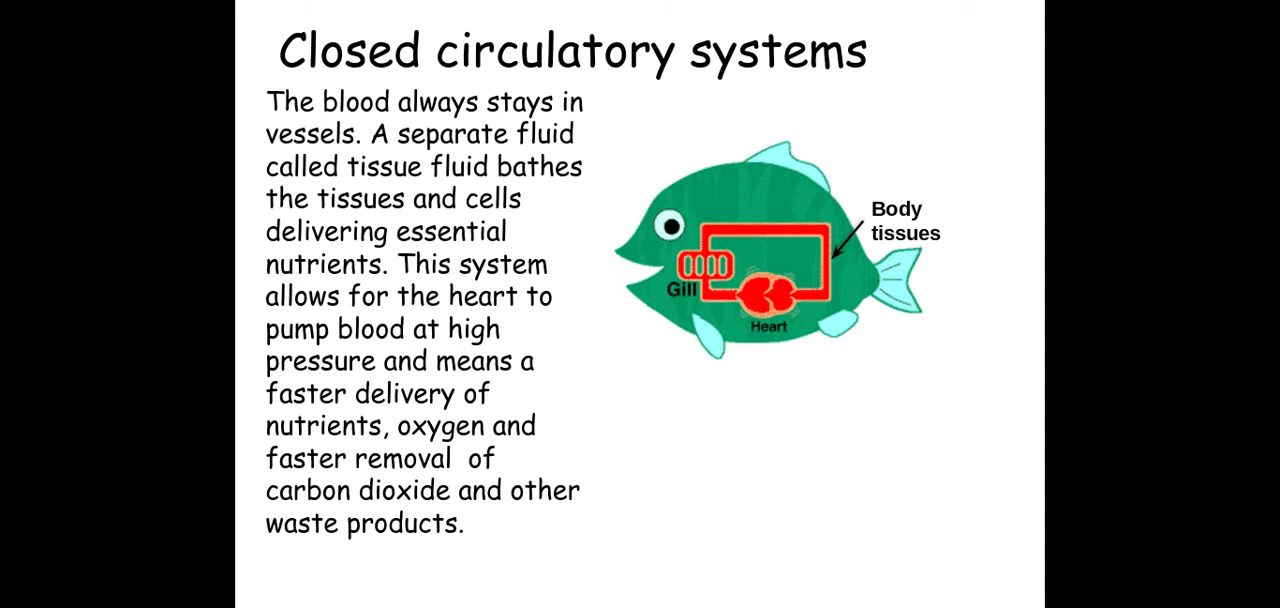 Closed circulatory systems
The blood always stays in
vessels. A separate fluid
called tissue fluid bathes
the tissues and cells
delivering essential
nutrients. This system
allows for the heart to
pump blood at high
pressure and means a
faster delivery of
nutrients, oxygen and
faster removal  of
carbon dioxide and other
waste products.
Body
tissues
Gill
Heart